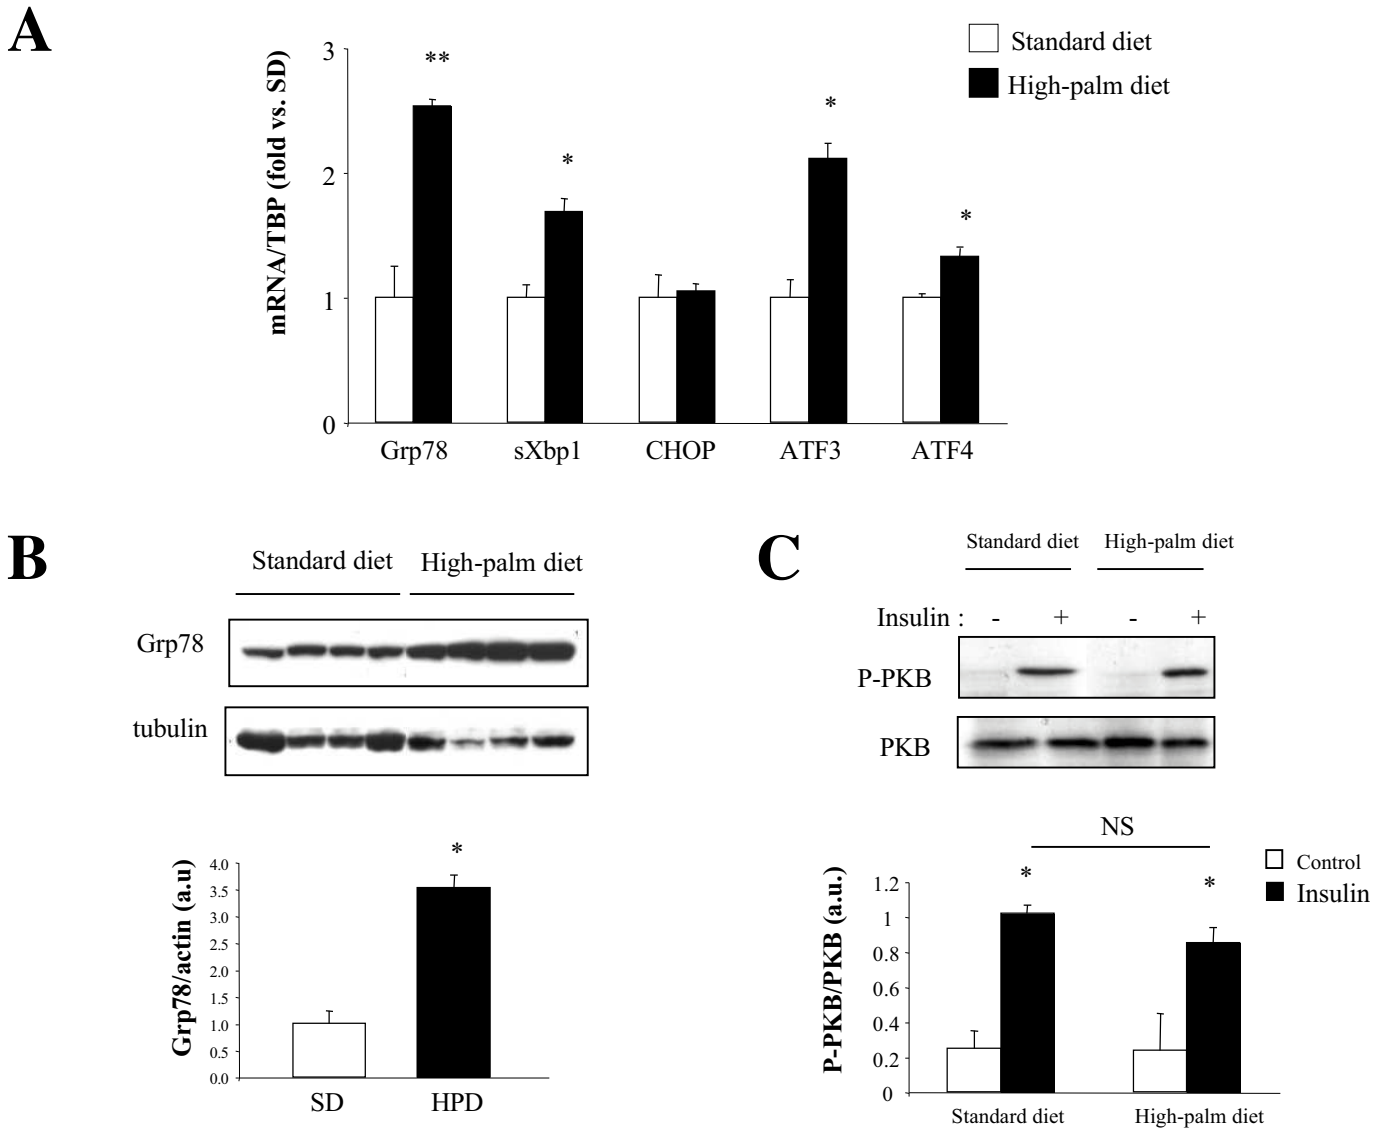 A
Standard diet
High-palm diet
mRNA/TBP (fold vs. SD)
3
2
1
0
**
*
*
*
Grp78 sXbp1 CHOP ATF3 ATF4
B
Standard diet High-palm diet
Grp78
tubulin
Grp78/actin (a.u)
4.0
3.5
3.0
2.5
2.0
1.5
1.0
0.5
0.0
*
SD HPD
C
Standard diet High-palm diet
Insulin : - + - +
P-PKB
PKB
NS
Control
Insulin
P-PKB/PKB (a.u.)
1.2
1
0.8
0.6
0.4
0.2
0
* *
Standard diet High-palm diet